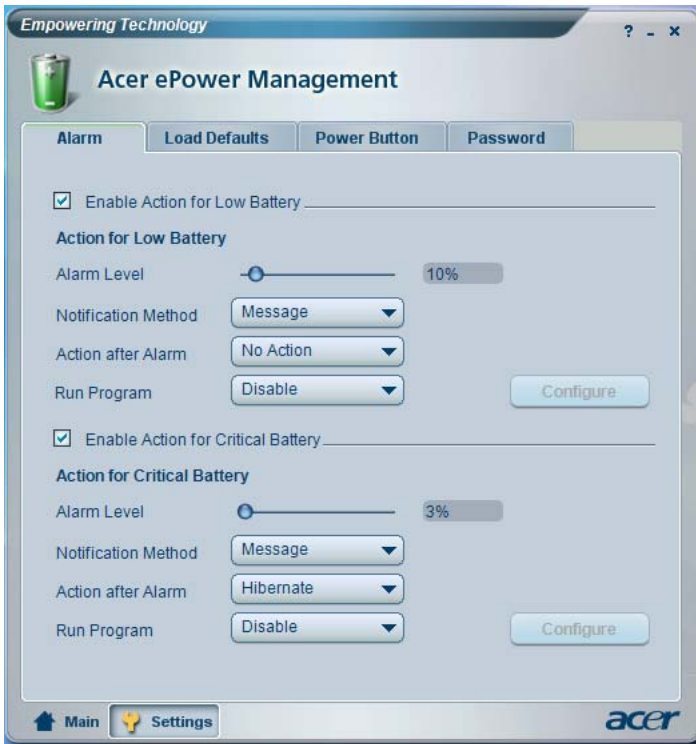 Empowering Technology
? - ×
Acer ePower Management
Alarm Load Defaults Power Button Password
Enable Action for Low Battery
Action for Low Battery
Alarm Level 10%
Notification Method Message
Action after Alarm No Action
Run Program Disable Configure
Enable Action for Critical Battery
Action for Critical Battery
Alarm Level 3%
Notification Method Message
Action after Alarm Hibernate
Run Program Disable Configure
Main Settings acer